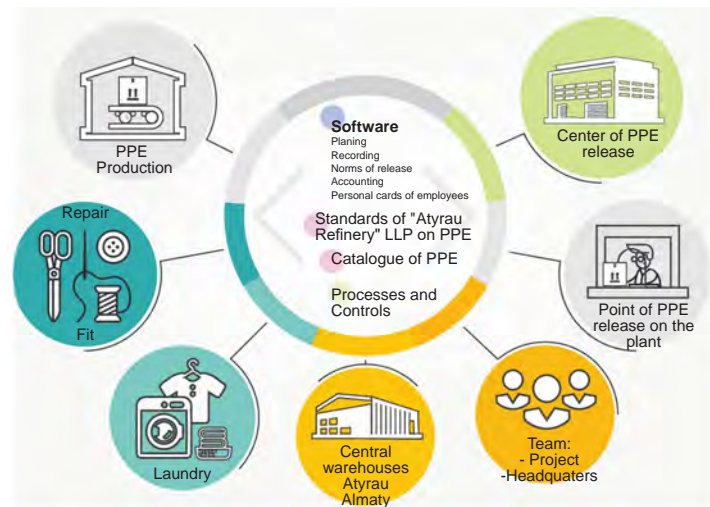 Software
Planing
Recording
Norms of release
Accounting
Personal cards of employees
Standards of "Atyrau
Refinery" LLP on PPE
Catalogue of PPE
Processes and
Controls
PPE
Production
Center of PPE
release
Repair
Fit
Point of PPE
release on the
plant
Laundry
Central
warehouses
Atyrau
Almaty
Team:
- Project
-Headquaters